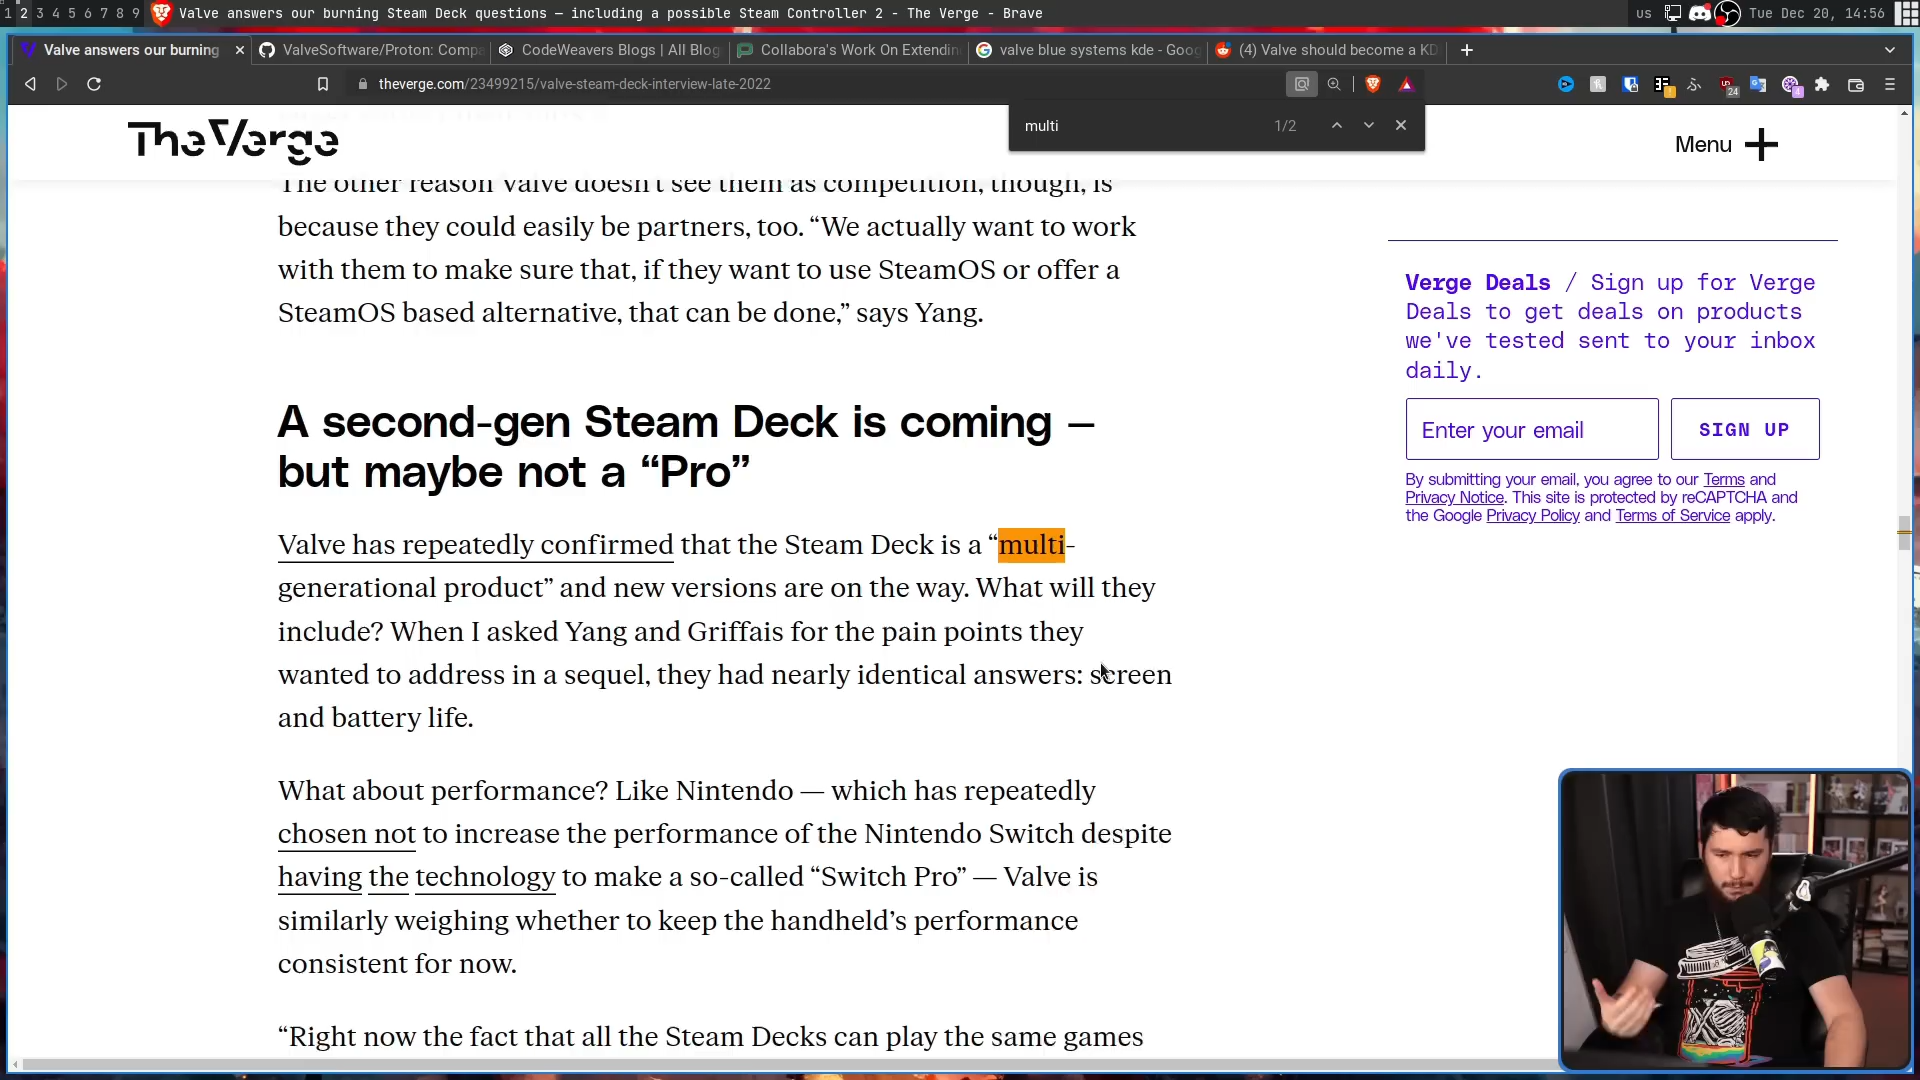 1 2 3 4 5 6 7 8 9 Valve answers our burning Steam Deck questions — including a possible Steam Controller 2 - The Verge - Brave us Tue Dec 20, 14:56
Valve answers our burning ValveSoftware/Proton: Compa CodeWeavers Blogs | All Blog Collabora's Work On Extendin valve blue systems kde - Goog (4) Valve should become a KD
theverge.com/23499215/valve-steam-deck-interview-late-2022
24
4
multi 1/2
The Verge
Menu
The other reason Valve doesn't see them as competition, though, is
because they could easily be partners, too. “We actually want to work
with them to make sure that, if they want to use SteamOS or offer a
SteamOS based alternative, that can be done,” says Yang.
A second-gen Steam Deck is coming —
but maybe not a “Pro”
Valve has repeatedly confirmed that the Steam Deck is a “multi-
generational product” and new versions are on the way. What will they
include? When I asked Yang and Griffais for the pain points they
wanted to address in a sequel, they had nearly identical answers: screen
and battery life.
What about performance? Like Nintendo — which has repeatedly
chosen not to increase the performance of the Nintendo Switch despite
having the technology to make a so-called “Switch Pro” — Valve is
similarly weighing whether to keep the handheld’s performance
consistent for now.
“Right now the fact that all the Steam Decks can play the same games
Verge Deals / Sign up for Verge
Deals to get deals on products
we've tested sent to your inbox
daily.
Enter your email SIGN UP
By submitting your email, you agree to our Terms and
Privacy Notice. This site is protected by reCAPTCHA and
the Google Privacy Policy and Terms of Service apply.